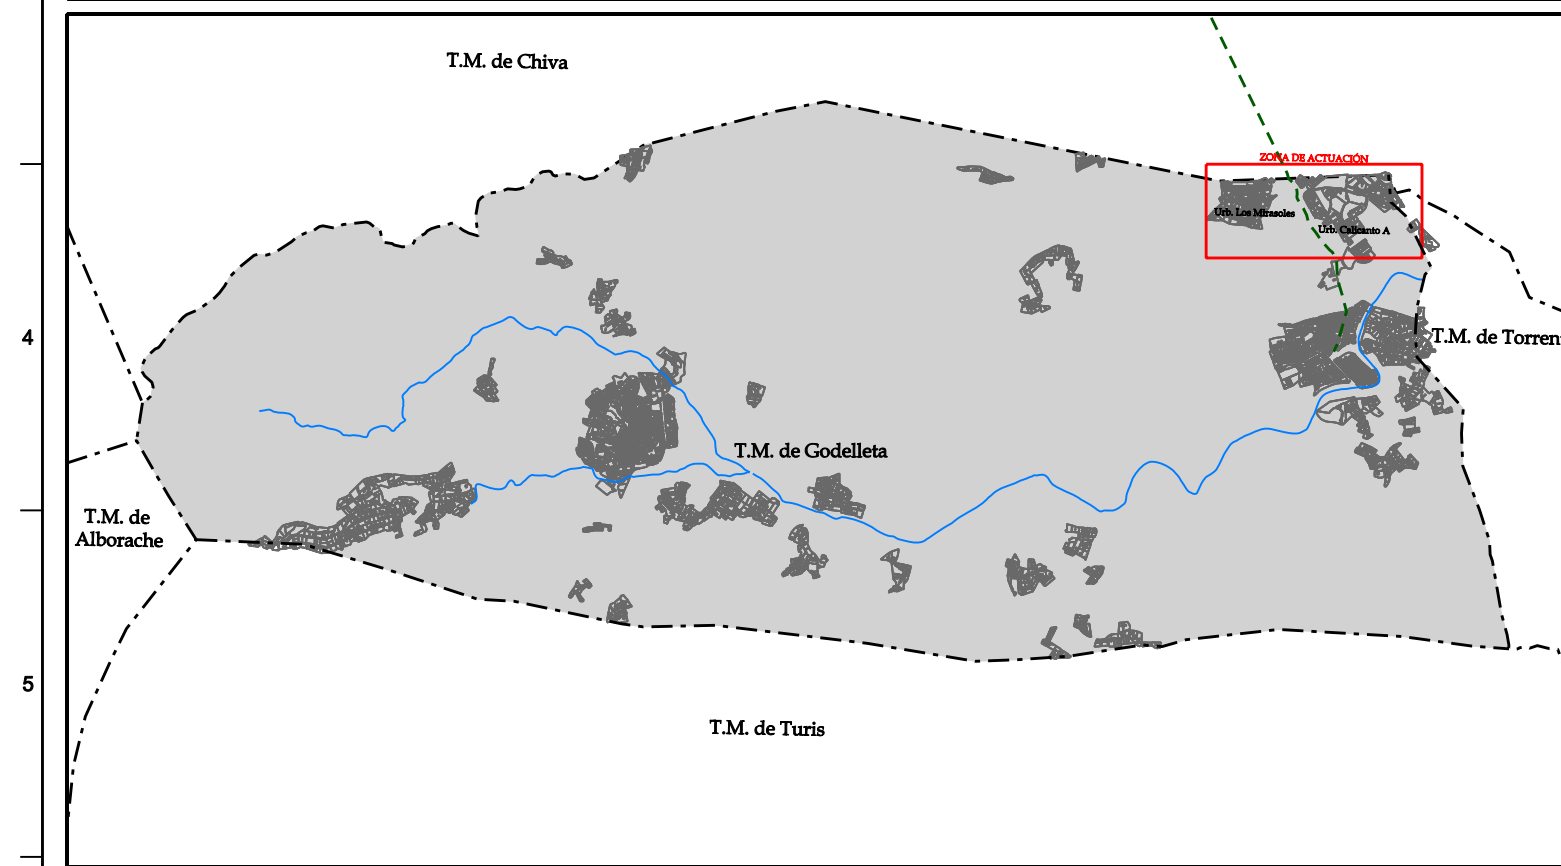 T.M. de Chiva
ZONA DE ACTUACIÓN
Urb. Los Mirasoles
Urb. Calicanto A
4
T.M. de Torren
T.M. de Godelleta
T.M. de
Alborache
5
T.M. de Turis